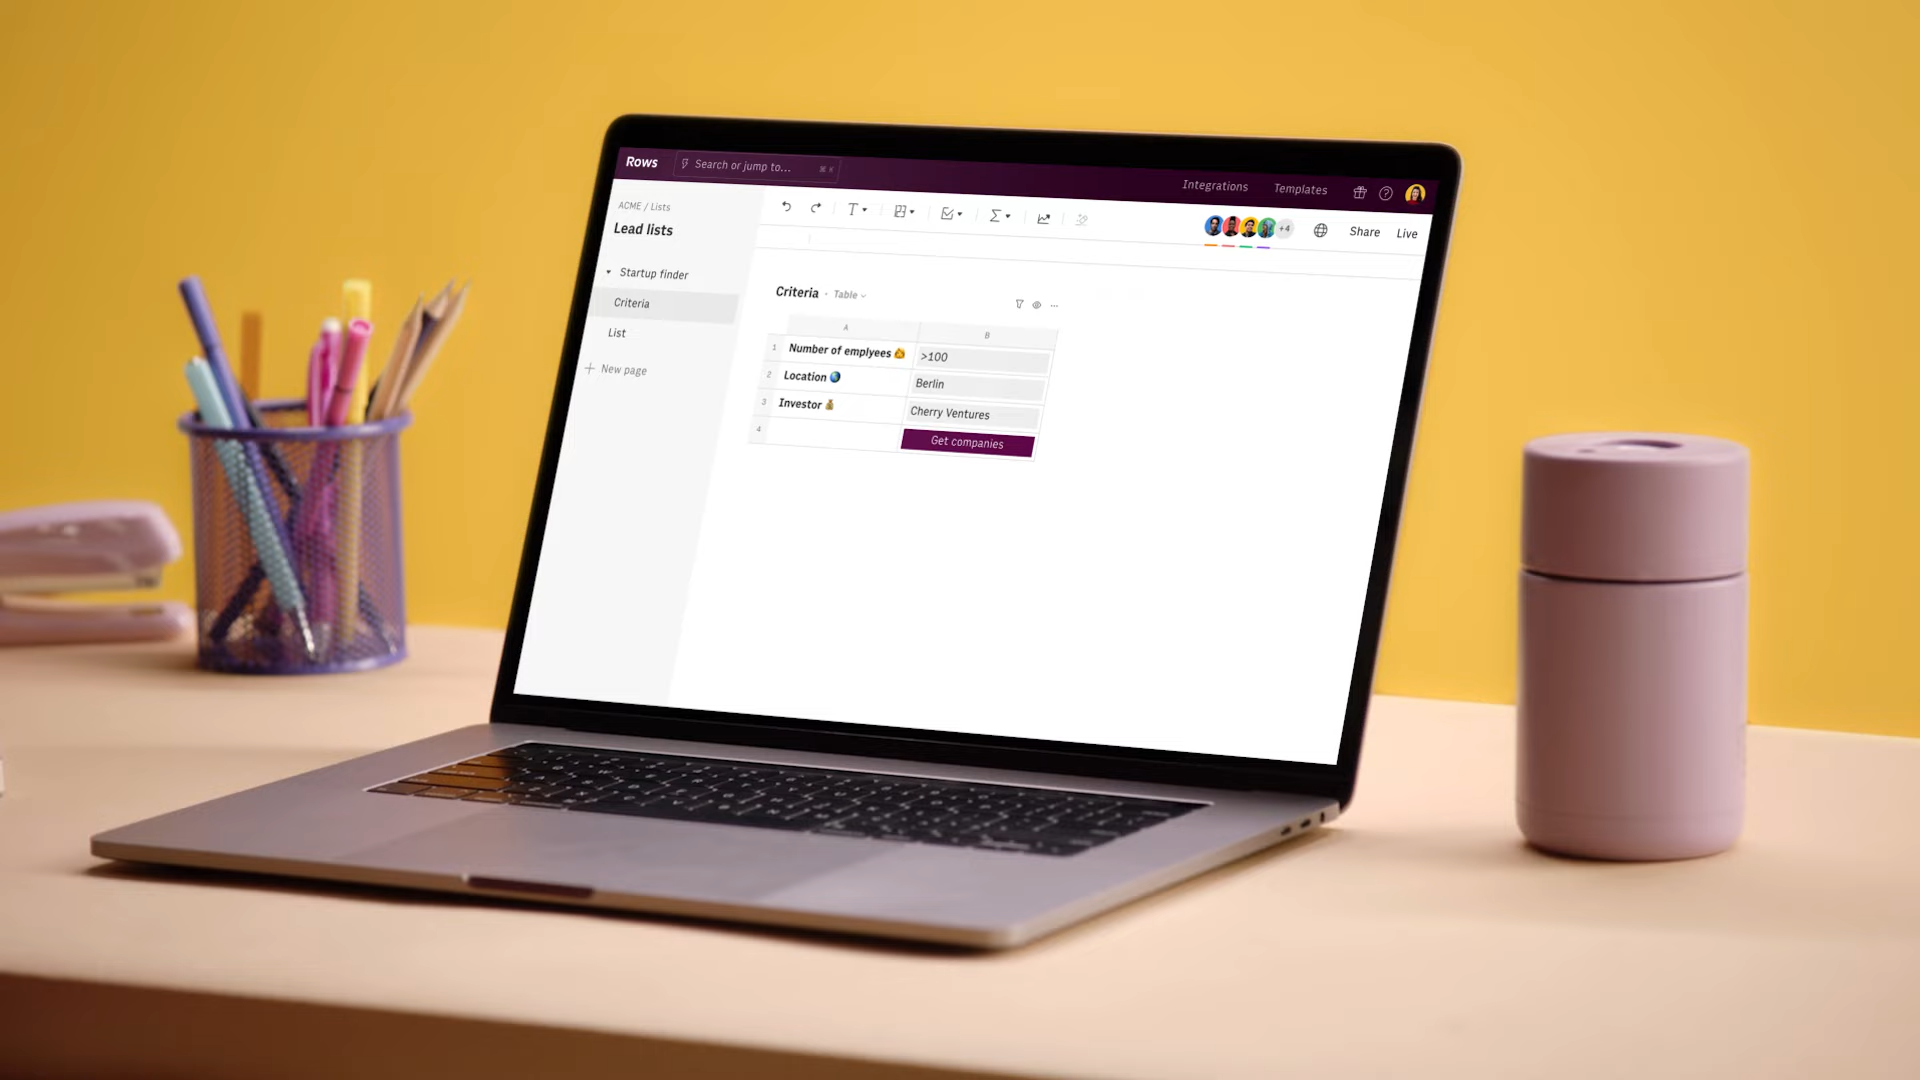 Rows
Search or jump to...
⌘ K
Integrations
Templates
ACME / Lists
Lead lists
Startup finder
Criteria
List
New page
+4
Share
Live
Criteria · Table
A
B
1 Number of emplyees >100
2 Location Berlin
3 Investor Cherry Ventures
4
Get companies